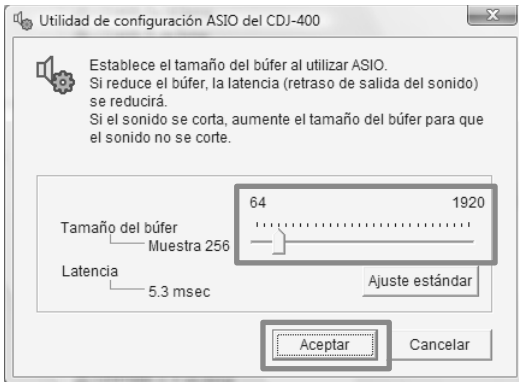 Utilidad de configuración ASIO del CDJ-400
Establece el tamaño del búfer al utilizar ASIO.
Si reduce el búfer, la latencia (retraso de salida del sonido)
se reducirá.
Si el sonido se corta, aumente el tamaño del búfer para que
el sonido no se corte.
64 1920
Tamaño del búfer
Muestra 256
Latencia
5.3 msec
Ajuste estándar
Aceptar Cancelar